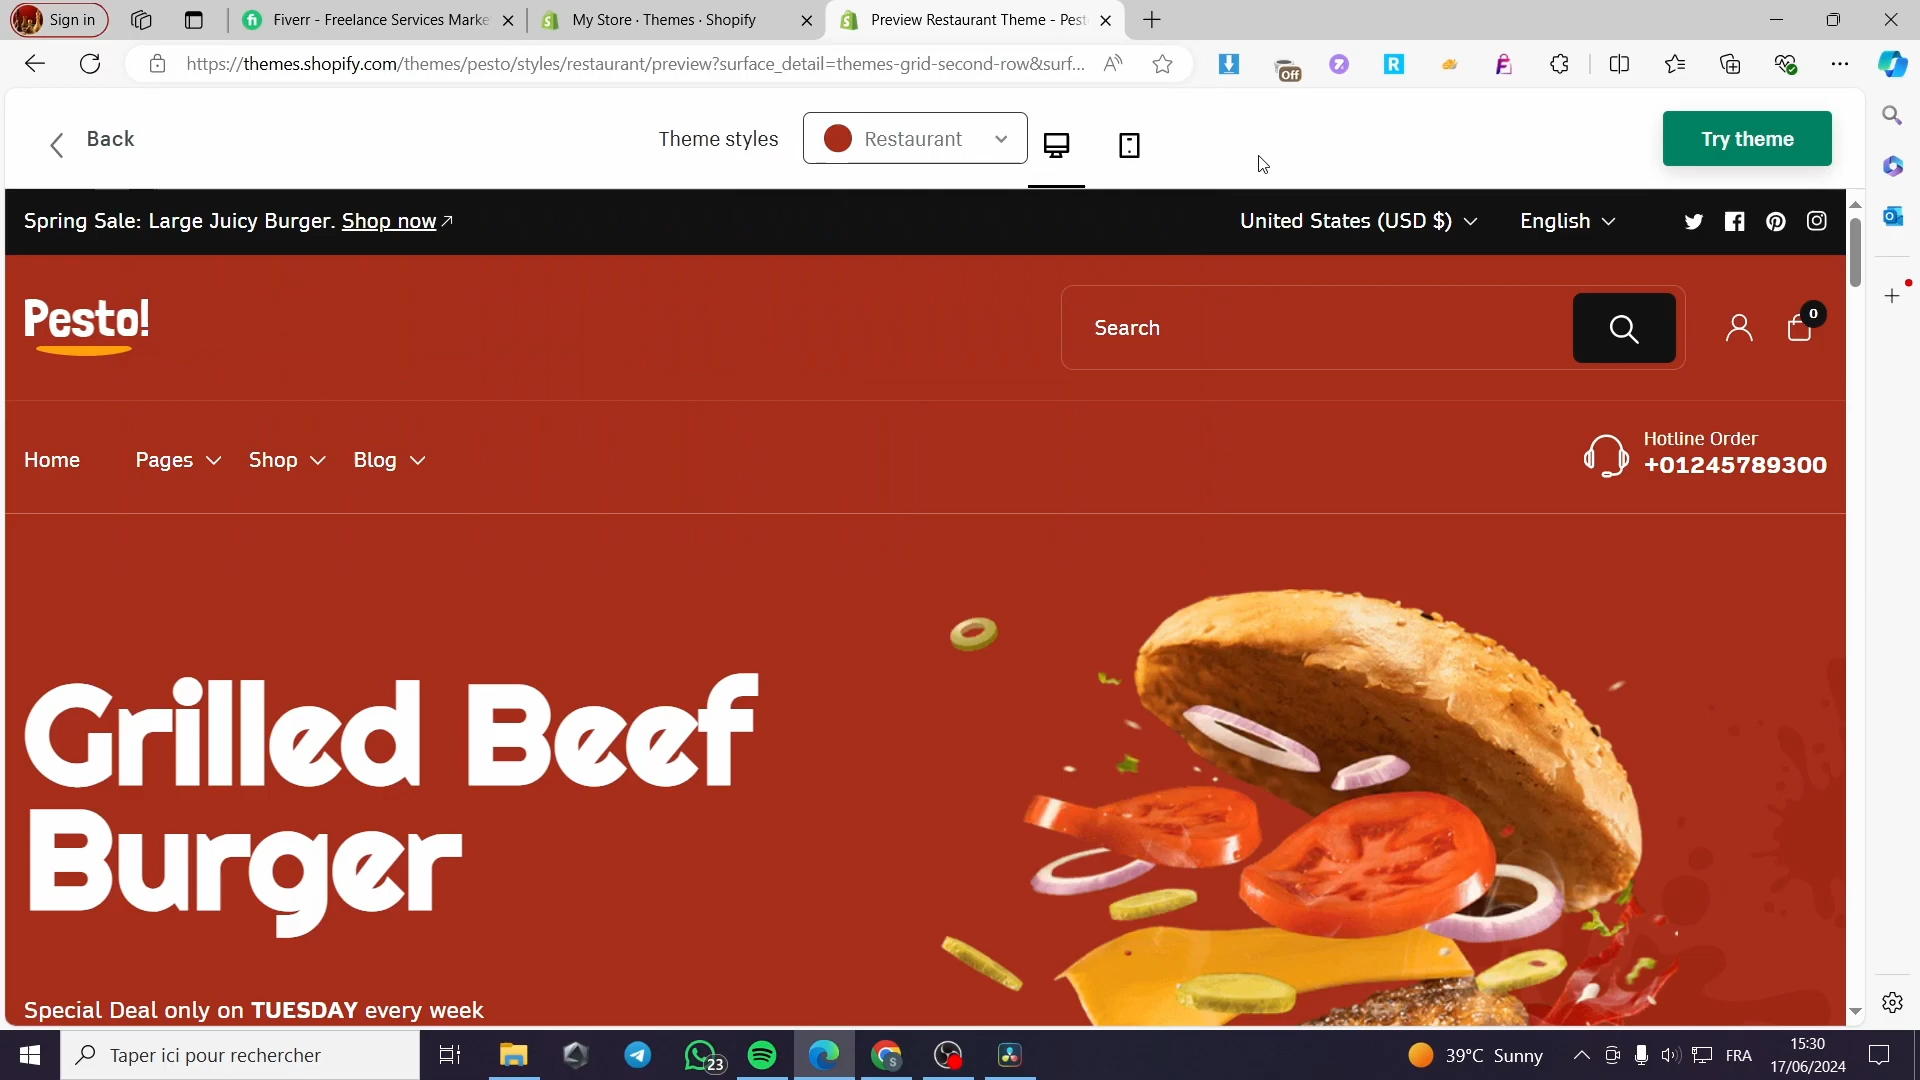 Sign in
Fiverr - Freelance Services Marke
My Store · Themes · Shopify
Preview Restaurant Theme - Pest
https://themes.shopify.com/themes/pesto/styles/restaurant/preview?surface_detail=themes-grid-second-row&surf...
Off
Back
Theme styles
Restaurant
Try theme
Spring Sale: Large Juicy Burger. Shop now
United States (USD $)
English
Pesto!
Search
0
Home
Pages
Shop
Blog
Hotline Order
+01245789300
Grilled Beef
Burger
Special Deal only on TUESDAY every week
Taper ici pour rechercher
23
39°C Sunny
FRA
15:30
17/06/2024